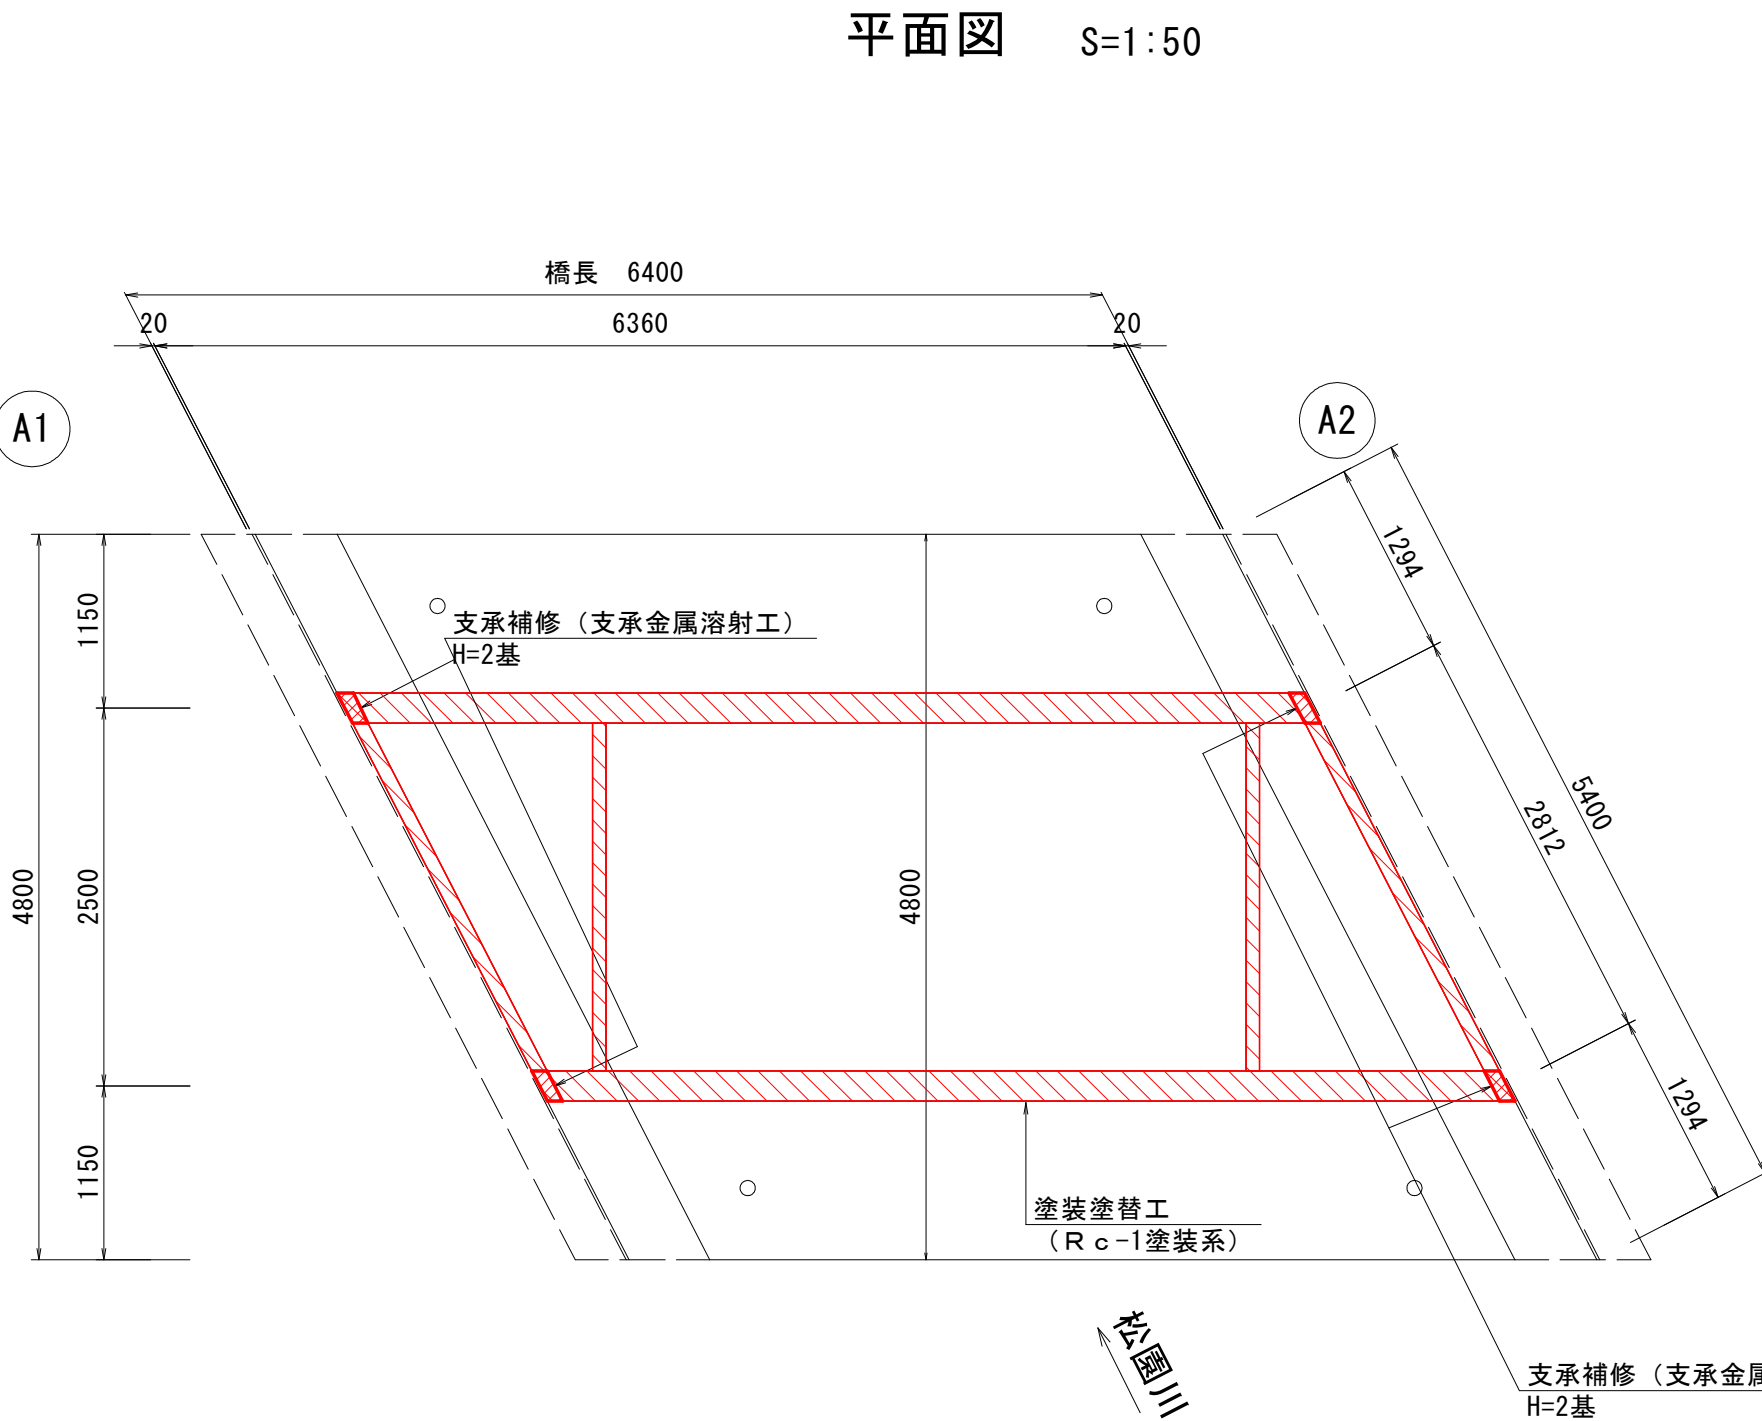 平面図 S=1:50
橋長 6400
20 6360 20
A1
A2
1294
2812
5400
1294
1150
2500
4800
1150
4800
支承補修（支承金属溶射工）
H=2基
塗装塗替工
（Ｒｃ-1塗装系）
松園川
支承補修（支承金属
H=2基